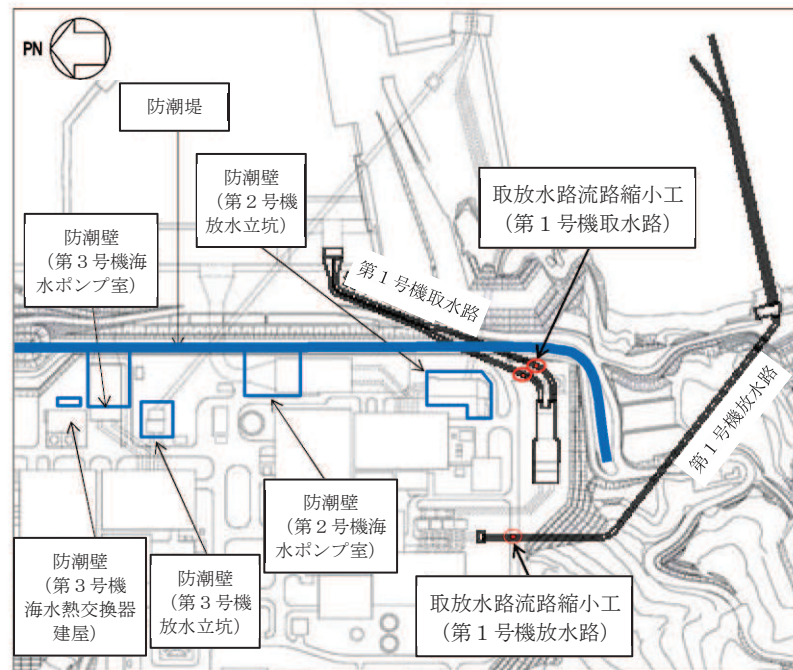 PN
防潮堤
防潮壁
（第２号機
放水立坑）
取放水路流路縮小工
（第１号機取水路）
防潮壁
（第３号機海
水ポンプ室）
第１号機取水路
第１号機放水路
防潮壁
（第３号機
海水熱交換器
建屋）
防潮壁
（第３号機
放水立坑）
防潮壁
（第２号機海
水ポンプ室）
取放水路流路縮小工
（第１号機放水路）